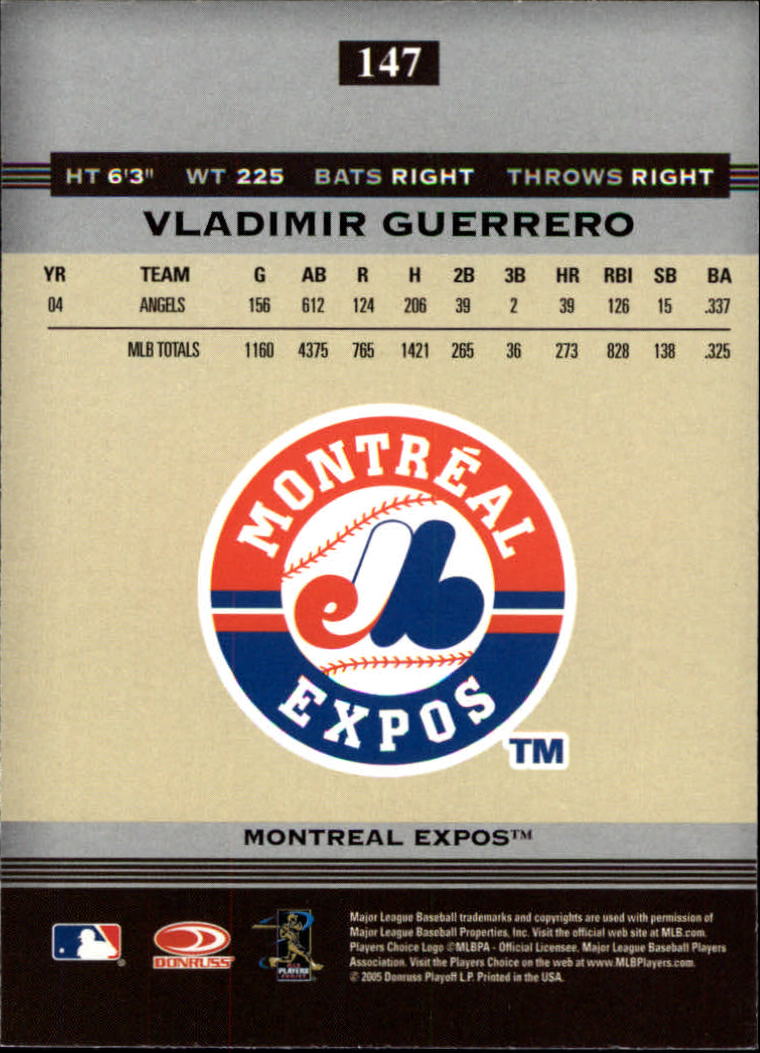 147
HT 6'3" WT 225 BATS RIGHT THROWS RIGHT
VLADIMIR GUERRERO
YR TEAM G AB R H 2B 3B HR RBI SB BA
04 ANGELS 156 612 124 206 39 2 39 126 15 .337
MLB TOTALS 1160 4375 765 1421 265 36 273 828 138 .325
MONTRÉAL
EXPOS
TM
MONTREAL EXPOS™
DONRUSS
PLAYERS
Major League Baseball trademarks and copyrights are used with permission of
Major League Baseball Properties, Inc. Visit the official web site at MLB.com.
Players Choice Logo ©MLBPA - Official Licensee. Major League Baseball Players
Association. Visit the Players Choice on the web at www.MLBPlayers.com.
© 2005 Donruss Playoff L.P. Printed in the USA.